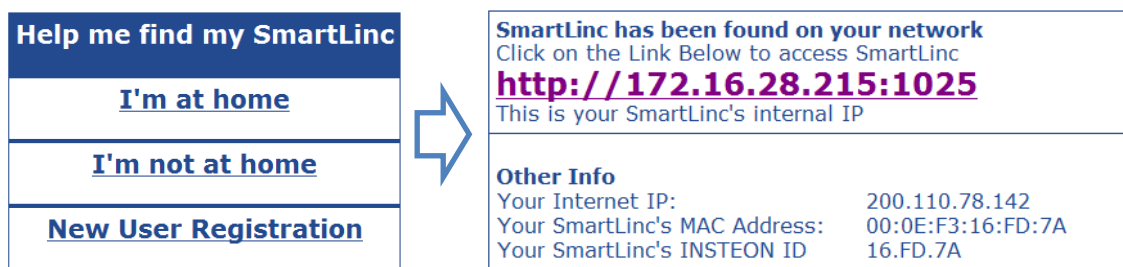 Help me find my SmartLinc
I'm at home
I'm not at home
New User Registration
SmartLinc has been found on your network
Click on the Link Below to access SmartLinc
http://172.16.28.215:1025
This is your SmartLinc's internal IP
Other Info
Your Internet IP: 200.110.78.142
Your SmartLinc's MAC Address: 00:0E:F3:16:FD:7A
Your SmartLinc's INSTEON ID 16.FD.7A